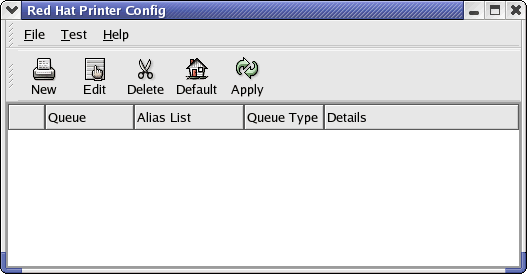 Red Hat Printer Config
File Test Help
New Edit Delete Default Apply
Queue Alias List Queue Type Details